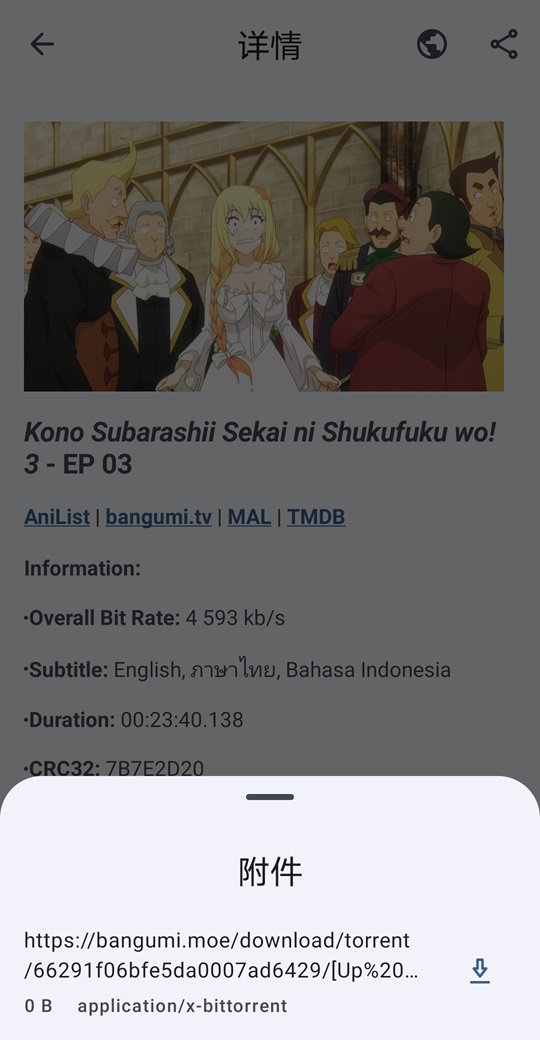 详情
Kono Subarashii Sekai ni Shukufuku wo!
3 - EP 03
AniList | bangumi.tv | MAL | TMDB
Information:
•Overall Bit Rate: 4 593 kb/s
•Subtitle: English, ภาษาไทย, Bahasa Indonesia
•Duration: 00:23:40.138
•CRC32: 7B7E2D20
附件
https://bangumi.moe/download/torrent
/66291f06bfe5da0007ad6429/[Up%20...
0 B application/x-bittorrent